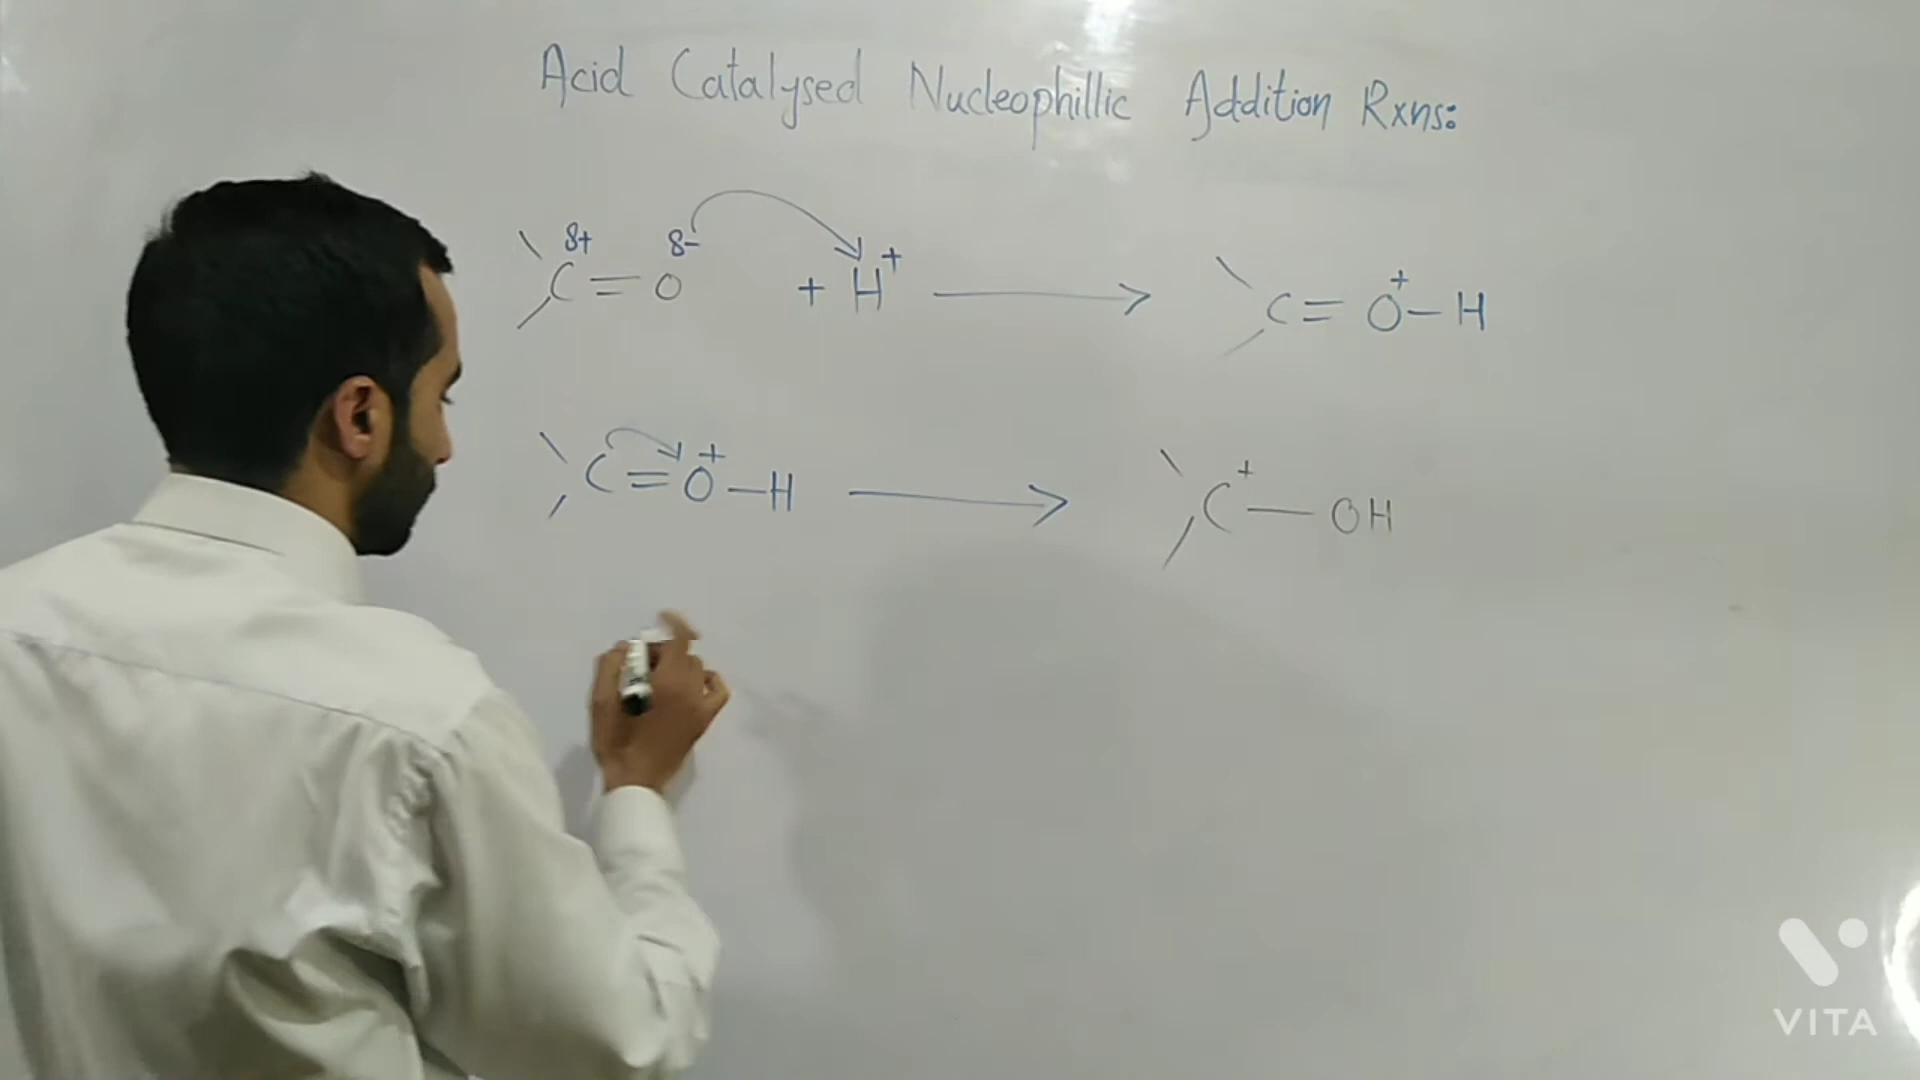 Acid Catalysed Nucleophillic Addition Rxns:
C δ+ = O δ- + H+ ⟶ C = O+ — H
C = O+ — H ⟶ C+ — OH
VITA